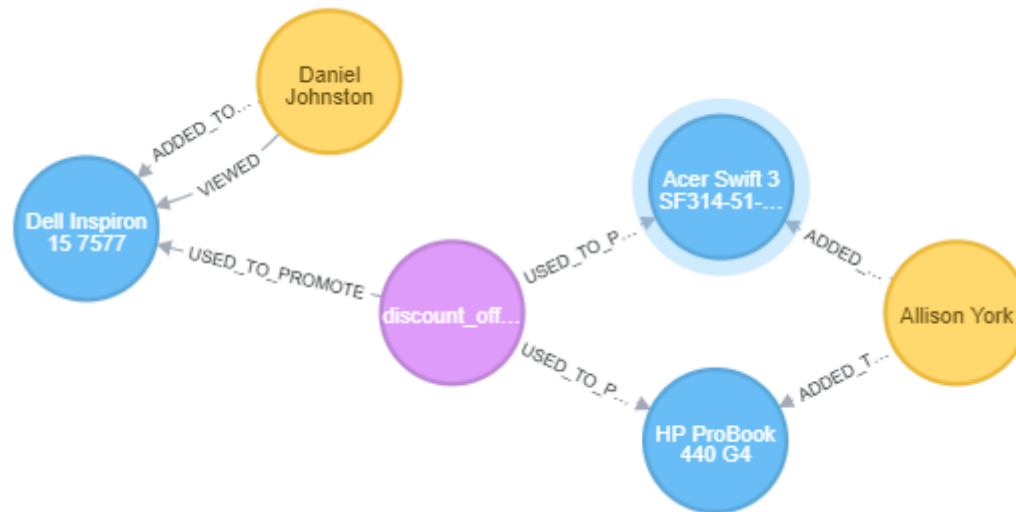 Daniel
Johnston
ADDED_TO...
VIEWED
Dell Inspiron
15 7577
USED_TO_PROMOTE
discount_off...
USED_TO_P...
Acer Swift 3
SF314-51-...
ADDED_...
Allison York
USED_TO_P...
ADDED_T...
HP ProBook
440 G4